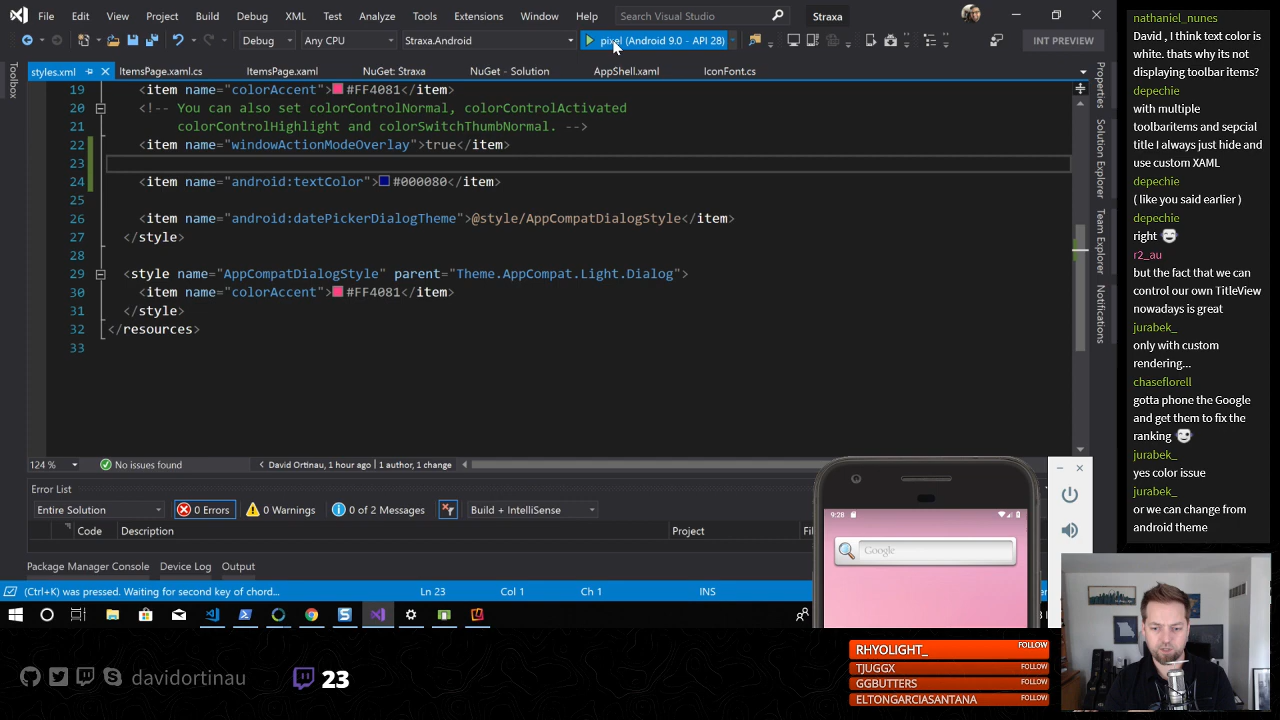 File Edit View Project Build Debug XML Test Analyze Tools Extensions Window Help Search Visual Studio Straxa
Debug Any CPU Straxa.Android pixel (Android 9.0 - API 28) INT PREVIEW
styles.xml ItemsPage.xaml.cs ItemsPage.xaml NuGet: Straxa NuGet - Solution AppShell.xaml IconFont.cs
Toolbox
Properties
Solution Explorer
Team Explorer
Notifications
19 <item name="colorAccent">#FF4081</item>
20 <!-- You can also set colorControlNormal, colorControlActivated
21 colorControlHighlight and colorSwitchThumbNormal. -->
22 <item name="windowActionModeOverlay">true</item>
23
24 <item name="android:textColor">#000080</item>
25
26 <item name="android:datePickerDialogTheme">@style/AppCompatDialogStyle</item>
27 </style>
28
29 <style name="AppCompatDialogStyle" parent="Theme.AppCompat.Light.Dialog">
30 <item name="colorAccent">#FF4081</item>
31 </style>
32 </resources>
33
124 % No issues found David Ortinau, 1 hour ago | 1 author, 1 change
Error List
Entire Solution 0 Errors 0 Warnings 0 of 2 Messages Build + IntelliSense
Code Description Project
Package Manager Console Device Log Output
(Ctrl+K) was pressed. Waiting for second key of chord... Ln 23 Col 1 Ch 1 INS
9:28
Google
nathaniel_nunes
David , I think text color is
white. thats why its not
displaying toolbar items?
depechie
with multiple
toolbaritems and sepcial
title I always just hide and
use custom XAML
depechie
( like you said earlier )
depechie
right
r2_au
but the fact that we can
control our own TitleView
nowadays is great
jurabek_
only with custom
rendering...
chaseflorell
gotta phone the Google
and get them to fix the
ranking
jurabek_
yes color issue
jurabek_
or we can change from
android theme
davidortinau 23
RHYOLIGHT_ FOLLOW
TJUGGX FOLLOW
GGBUTTERS FOLLOW
ELTONGARCIASANTANA FOLLOW